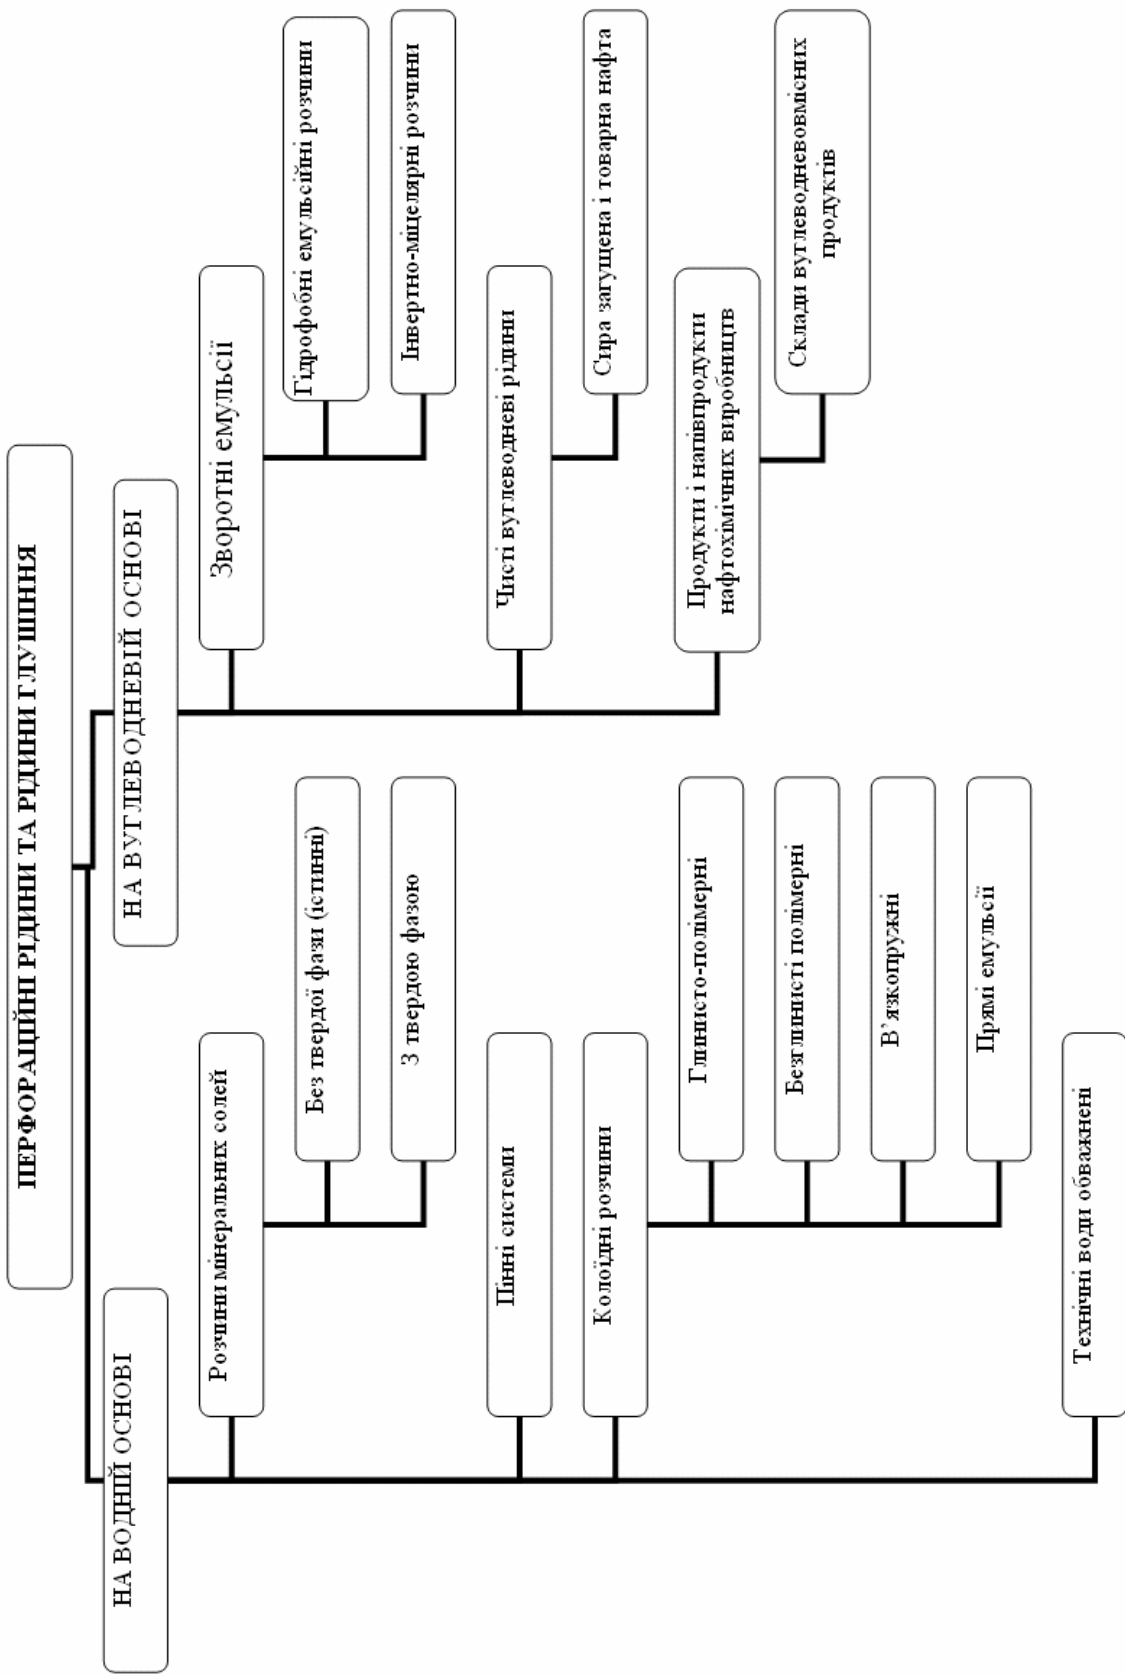 ПЕРФОРАЦІЙНІ РІДИНИ ТА РІДИНИ ГЛУШІННЯ
НА ВОДНІЙ ОСНОВІ
Розчини мінеральних солей
Без твердої фази (істинні)
З твердою фазою
Пінні системи
Колоїдні розчини
Глинисто-полімерні
Безглинисті полімерні
В’язкопружні
Прямі емульсії
Технічні води обважнені
НА ВУГЛЕВОДНЕВІЙ ОСНОВІ
Зворотні емульсії
Гідрофобні емульсійні розчини
Інвертно-міцелярні розчини
Чисті вуглеводневі рідини
Сира загущена і товарна нафта
Продукти і напівпродукти
нафтохімічних виробництв
Склади вуглеводневовмісних
продуктів